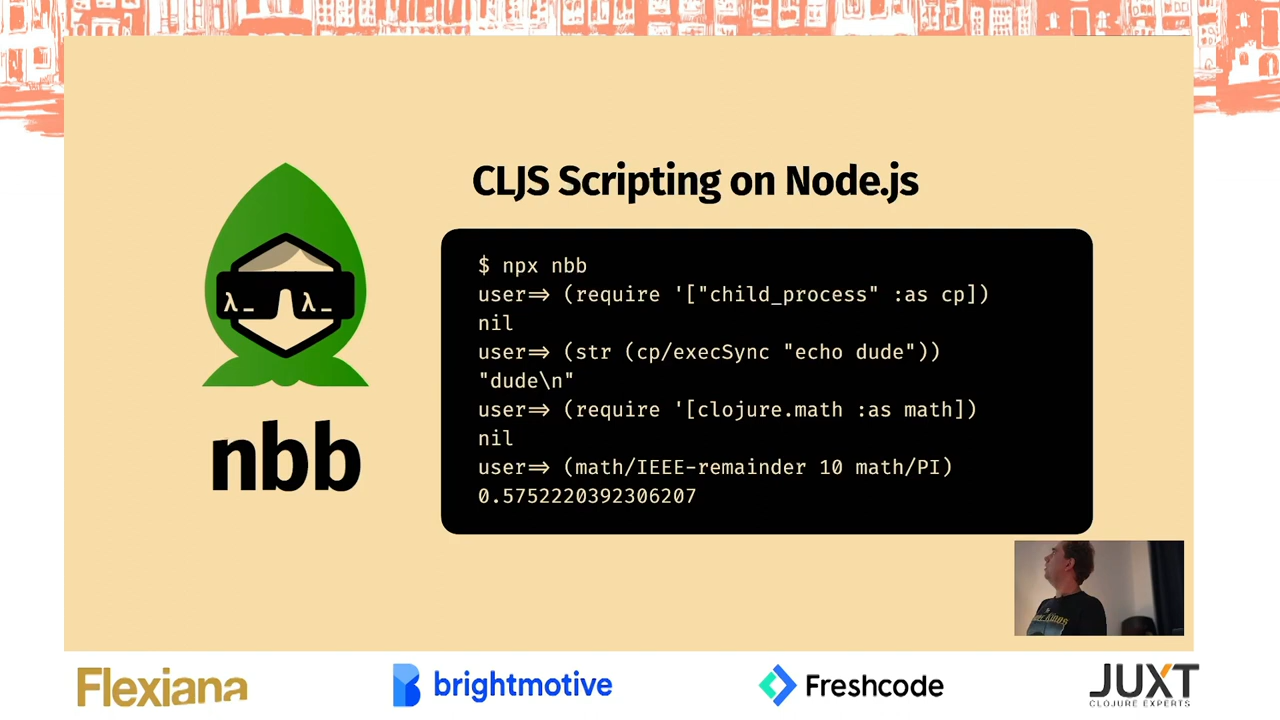 CLJS Scripting on Node.js
$ npx nbb
user=> (require '["child_process" :as cp])
nil
user=> (str (cp/execSync "echo dude"))
"dude\n"
user=> (require '[clojure.math :as math])
nil
user=> (math/IEEE-remainder 10 math/PI)
0.5752220392306207
λ_ λ_
nbb
Flexiana
brightmotive
Freshcode
JUXT
CLOJURE EXPERTS